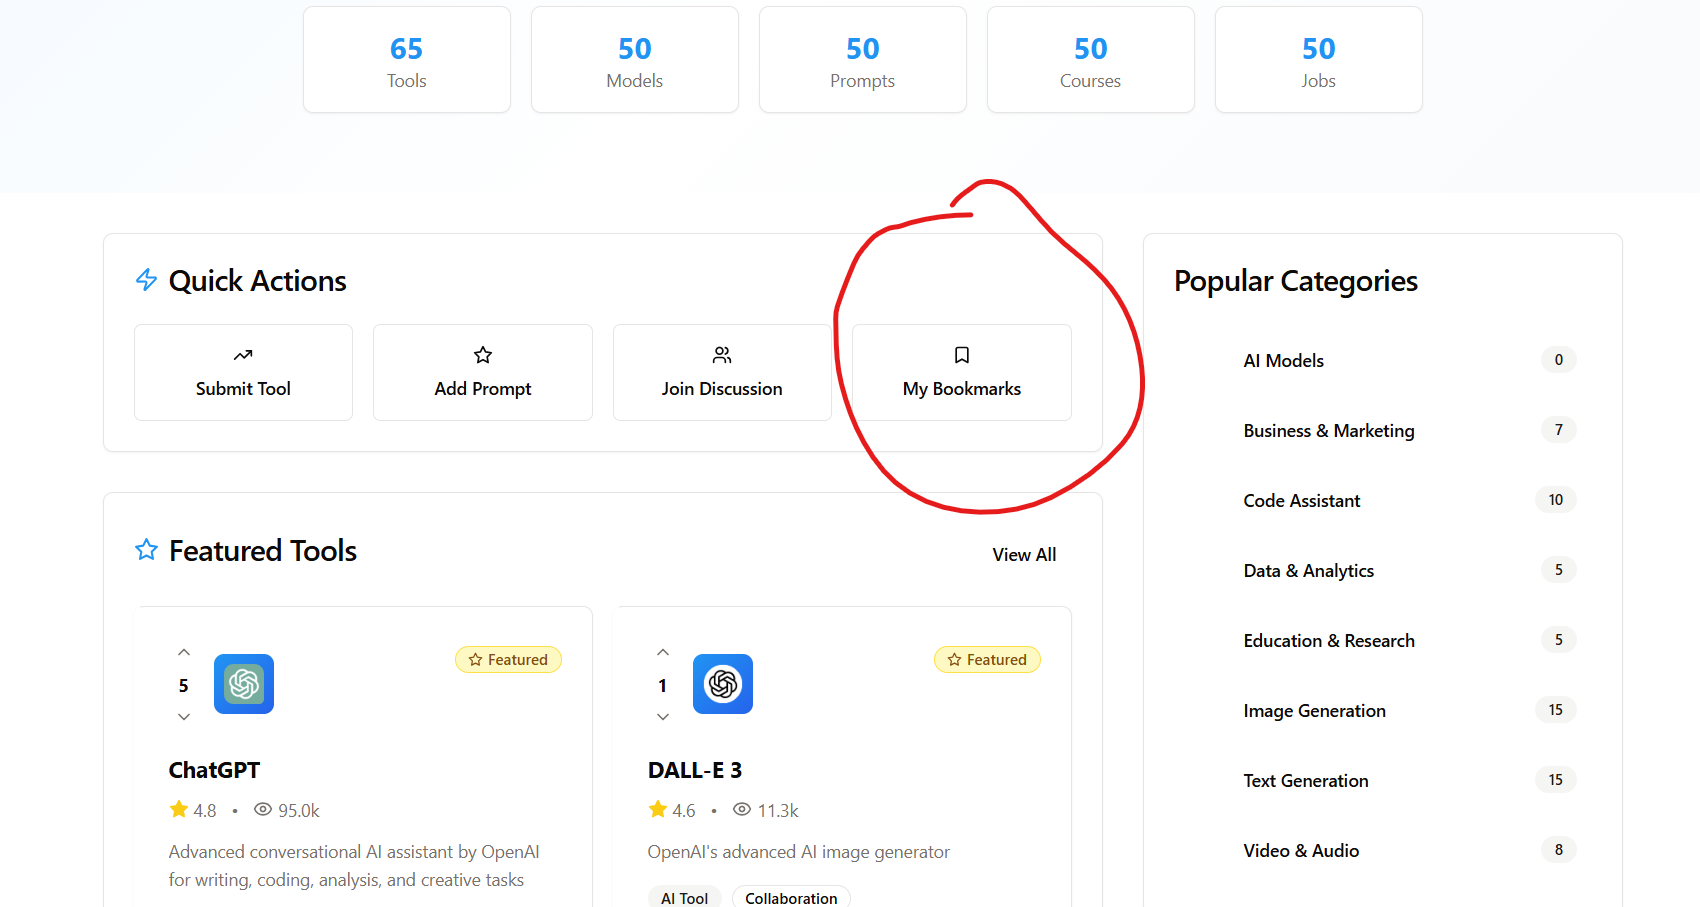 65
Tools
50
Models
50
Prompts
50
Courses
50
Jobs
Quick Actions
Submit Tool
Add Prompt
Join Discussion
My Bookmarks
Featured Tools
View All
5
Featured
ChatGPT
4.8 • 95.0k
Advanced conversational AI assistant by OpenAI
for writing, coding, analysis, and creative tasks
1
Featured
DALL-E 3
4.6 • 11.3k
OpenAI's advanced AI image generator
AI Tool
Collaboration
Popular Categories
AI Models 0
Business & Marketing 7
Code Assistant 10
Data & Analytics 5
Education & Research 5
Image Generation 15
Text Generation 15
Video & Audio 8